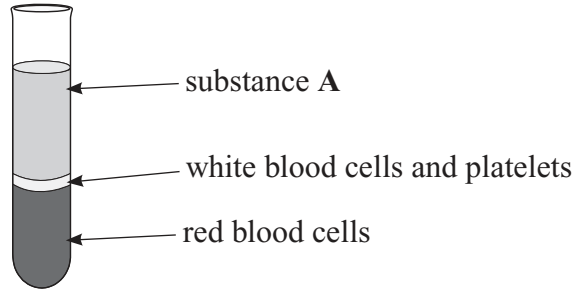 substance A
white blood cells and platelets
red blood cells